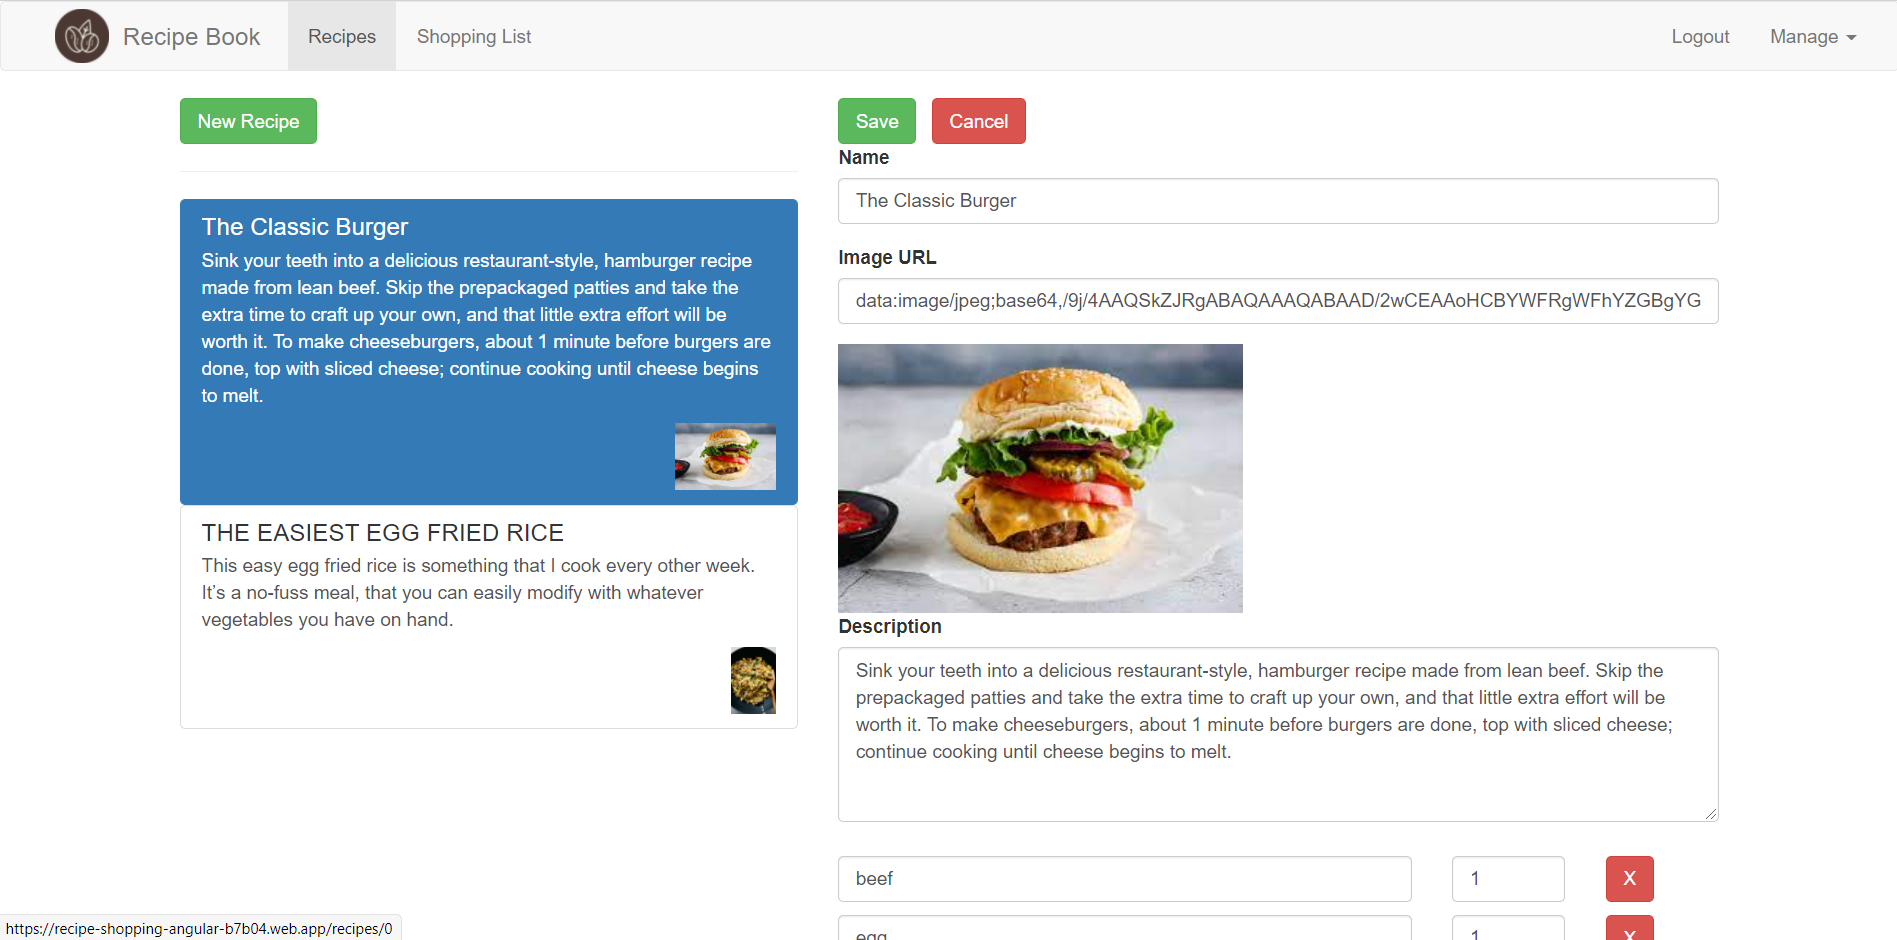 Recipe Book
Recipes
Shopping List
Logout
Manage
New Recipe
The Classic Burger
Sink your teeth into a delicious restaurant-style, hamburger recipe
made from lean beef. Skip the prepackaged patties and take the
extra time to craft up your own, and that little extra effort will be
worth it. To make cheeseburgers, about 1 minute before burgers are
done, top with sliced cheese; continue cooking until cheese begins
to melt.
THE EASIEST EGG FRIED RICE
This easy egg fried rice is something that I cook every other week.
It’s a no-fuss meal, that you can easily modify with whatever
vegetables you have on hand.
Save
Cancel
Name
The Classic Burger
Image URL
data:image/jpeg;base64,/9j/4AAQSkZJRgABAQAAAQABAAD/2wCEAAoHCBYWFRgWFhYZGBgYG
Description
Sink your teeth into a delicious restaurant-style, hamburger recipe made from lean beef. Skip the
prepackaged patties and take the extra time to craft up your own, and that little extra effort will be
worth it. To make cheeseburgers, about 1 minute before burgers are done, top with sliced cheese;
continue cooking until cheese begins to melt.
beef
1
X
egg
1
X
https://recipe-shopping-angular-b7b04.web.app/recipes/0